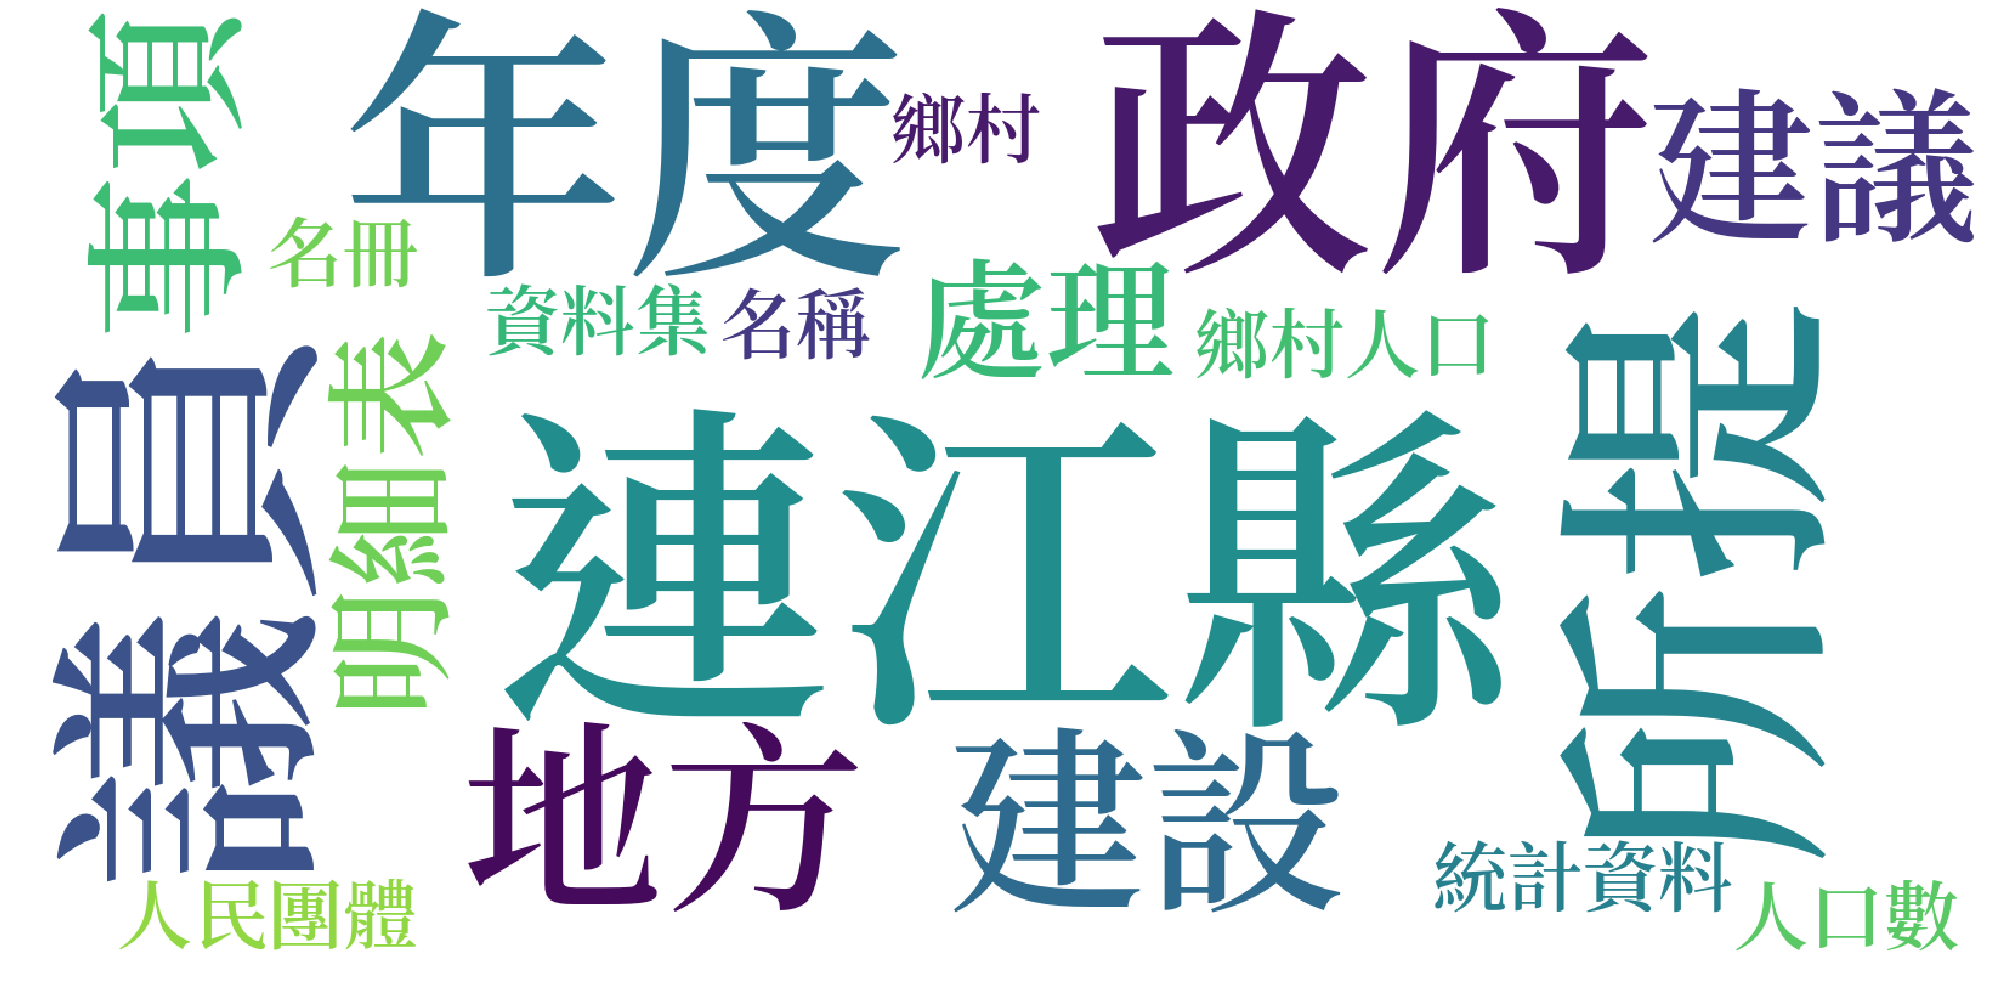 事項
年度
鄉村
政府
建議
名冊
資料集
名稱
處理
鄉村人口
議員
明細表
連江縣
所提
地方
建設
統計資料
人民團體
人口數